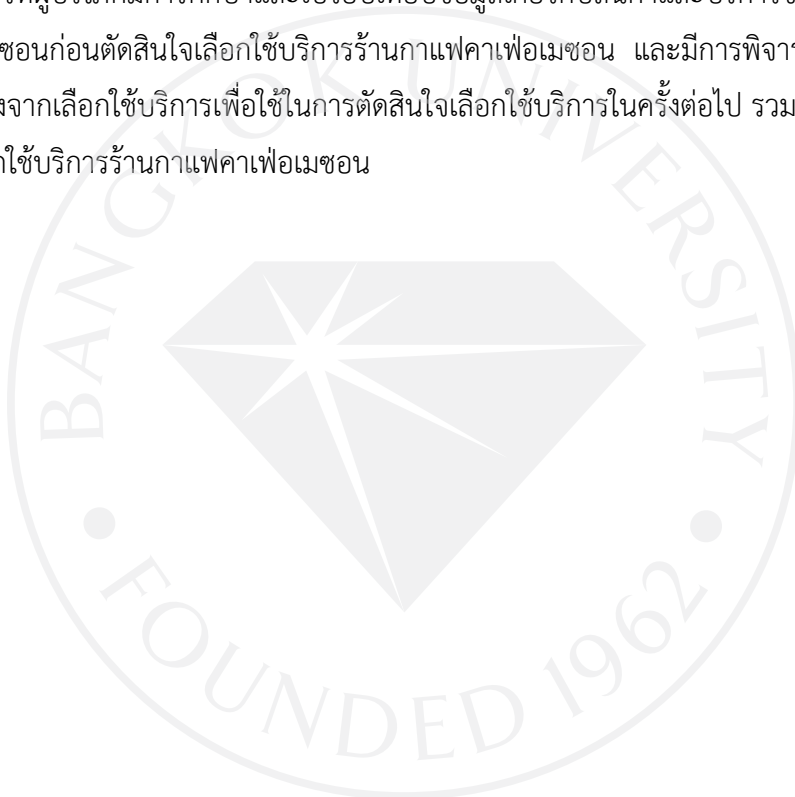 ซอนก่อนตัดสินใจเลือกใช้บริการร้านกาแฟคาเฟ่อเมซอน และมีการพิจาร
งจากเลือกใช้บริการเพื่อใช้ในการตัดสินใจเลือกใช้บริการในครั้งต่อไป รวม
ใช้บริการร้านกาแฟคาเฟ่อเมซอน
BANGKOK UNIVERSITY
FOUNDED 1962